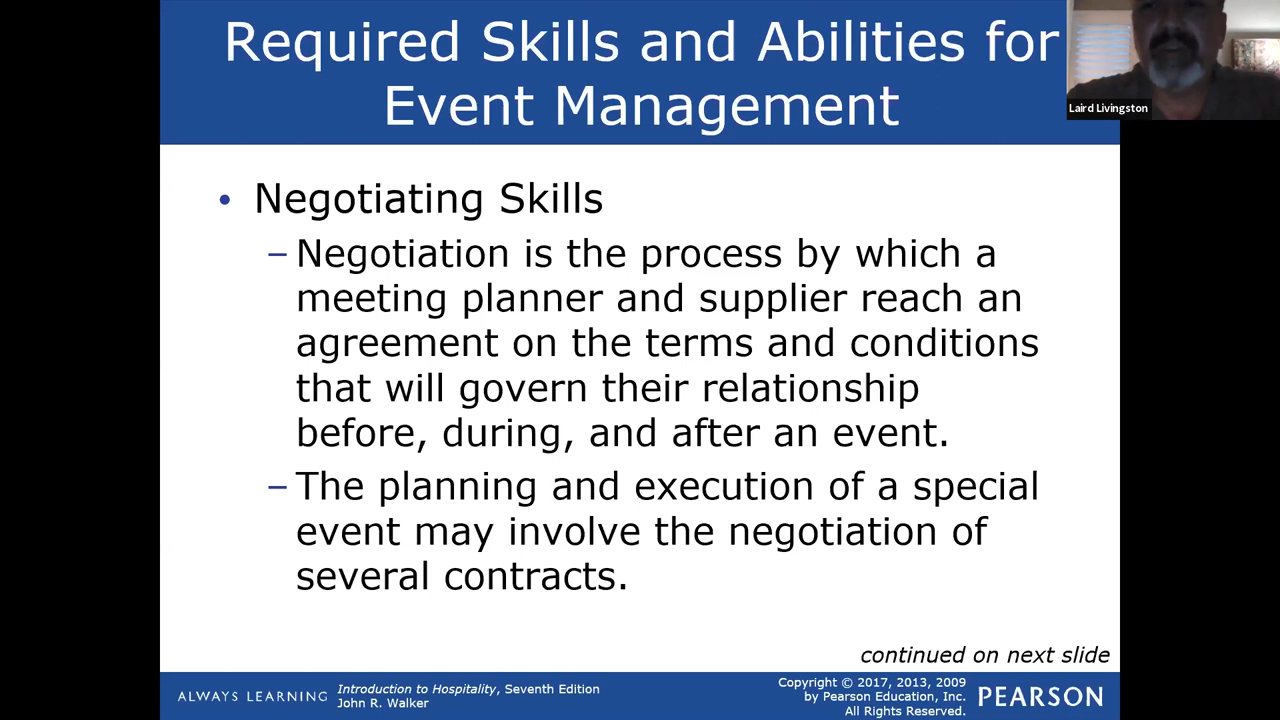 Required Skills and Abilities for
Event Management
Laird Livingston
• Negotiating Skills
– Negotiation is the process by which a
meeting planner and supplier reach an
agreement on the terms and conditions
that will govern their relationship
before, during, and after an event.
– The planning and execution of a special
event may involve the negotiation of
several contracts.
continued on next slide
ALWAYS LEARNING
Introduction to Hospitality, Seventh Edition
John R. Walker
Copyright © 2017, 2013, 2009
by Pearson Education, Inc.
All Rights Reserved.
PEARSON